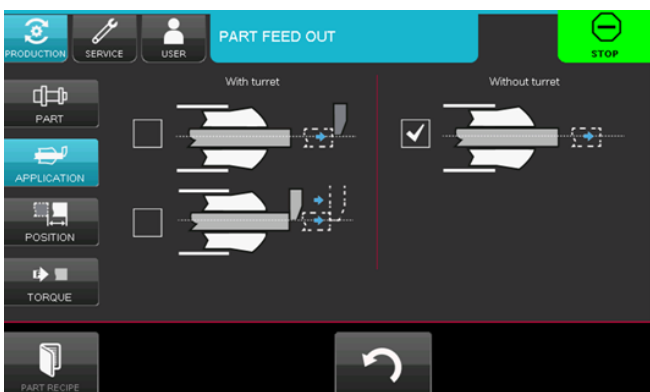 PRODUCTION
SERVICE
USER
PART FEED OUT
STOP
PART
APPLICATION
POSITION
TORQUE
With turret
Without turret
PART RECIPE